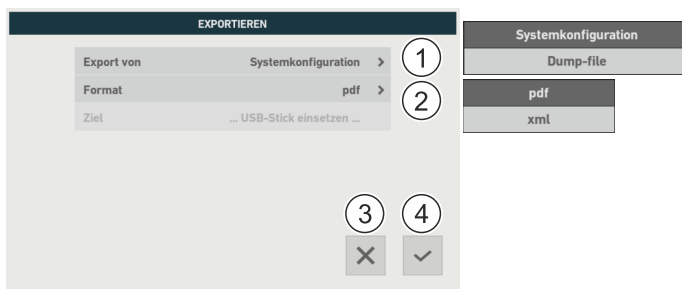 EXPORTIEREN
Export von Systemkonfiguration > 1
Format pdf > 2
Ziel ... USB-Stick einsetzen ...
3 4
Systemkonfiguration
Dump-file
pdf
xml